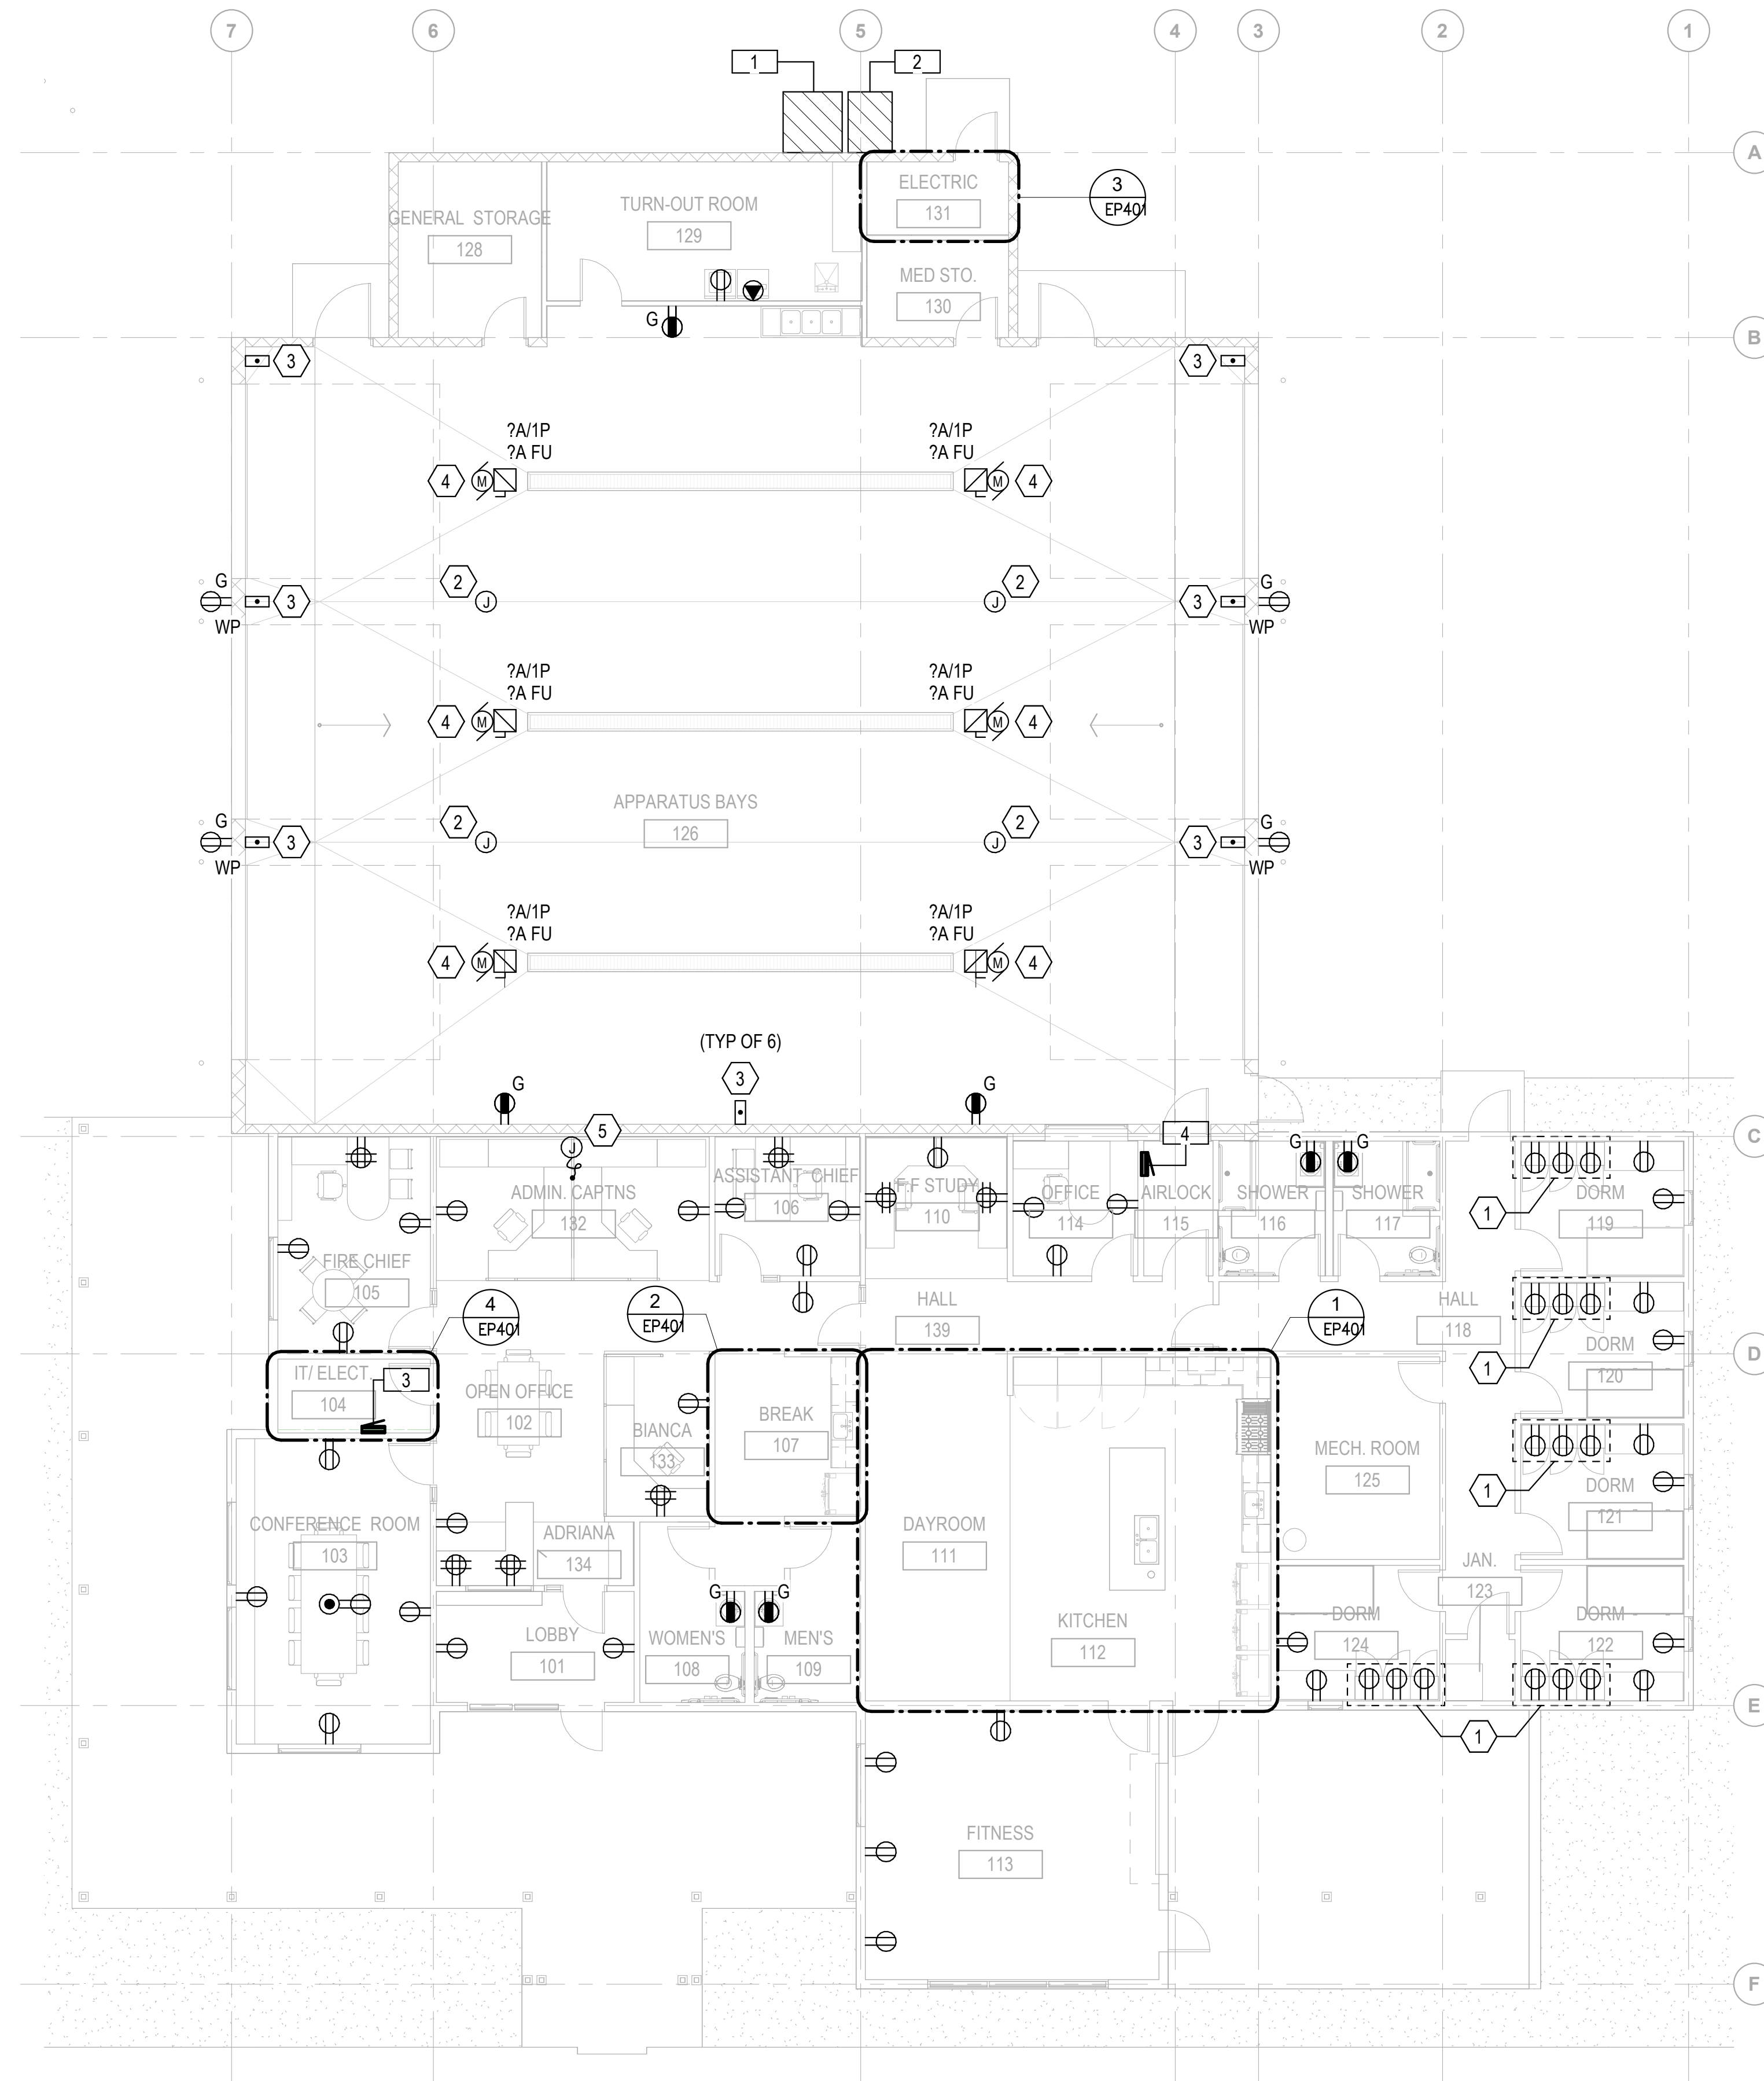 7
6
5
4
3
2
1
1
2
A
ELECTRIC
131
3
EP401
TURN-OUT ROOM
129
GENERAL STORAGE
128
MED STO.
130
G
B
3
3
?A/1P
?A FU
?A/1P
?A FU
4
M
M
4
G
2
2
G
3
J
J
3
WP
WP
?A/1P
?A FU
?A/1P
?A FU
4
M
M
4
APPARATUS BAYS
126
G
2
2
G
3
J
J
3
WP
WP
?A/1P
?A FU
?A/1P
?A FU
4
M
M
4
(TYP OF 6)
3
G
G
5
4
C
J
G
G
ASSISTANT CHIEF
106
ADMIN. CAPTNS
132
F.F STUDY
110
OFFICE
114
AIRLOCK
115
SHOWER
116
SHOWER
117
DORM
119
1
FIRE CHIEF
105
HALL
139
HALL
118
4
EP401
2
EP401
1
EP401
D
DORM
120
1
IT/ ELECT.
104
3
OPEN OFFICE
102
BREAK
107
BIANCA
133
MECH. ROOM
125
DORM
121
1
CONFERENCE ROOM
103
ADRIANA
134
DAYROOM
111
JAN.
123
G
G
LOBBY
101
WOMEN'S
108
MEN'S
109
KITCHEN
112
DORM
124
DORM
122
E
1
FITNESS
113
F